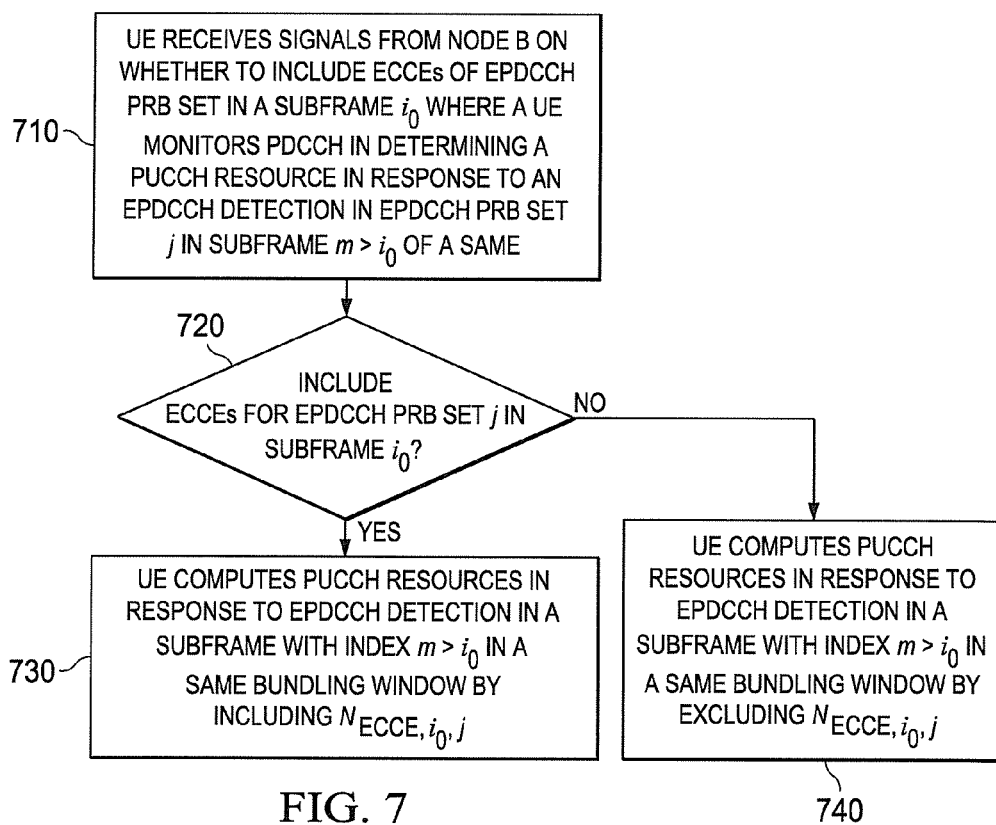 UE RECEIVES SIGNALS FROM NODE B ON
WHETHER TO INCLUDE ECCEs OF EPDCCH
PRB SET IN A SUBFRAME i0 WHERE A UE
MONITORS PDCCH IN DETERMINING A
PUCCH RESOURCE IN RESPONSE TO AN
EPDCCH DETECTION IN EPDCCH PRB SET
j IN SUBFRAME m > i0 OF A SAME
710
720
INCLUDE
ECCEs FOR EPDCCH PRB SET j IN
SUBFRAME i0?
NO
YES
UE COMPUTES PUCCH RESOURCES IN
RESPONSE TO EPDCCH DETECTION IN A
SUBFRAME WITH INDEX m > i0 IN A
SAME BUNDLING WINDOW BY
INCLUDING NECCE, i0, j
730
UE COMPUTES PUCCH
RESOURCES IN RESPONSE TO
EPDCCH DETECTION IN A
SUBFRAME WITH INDEX m > i0 IN
A SAME BUNDLING WINDOW BY
EXCLUDING NECCE, i0, j
740
FIG. 7